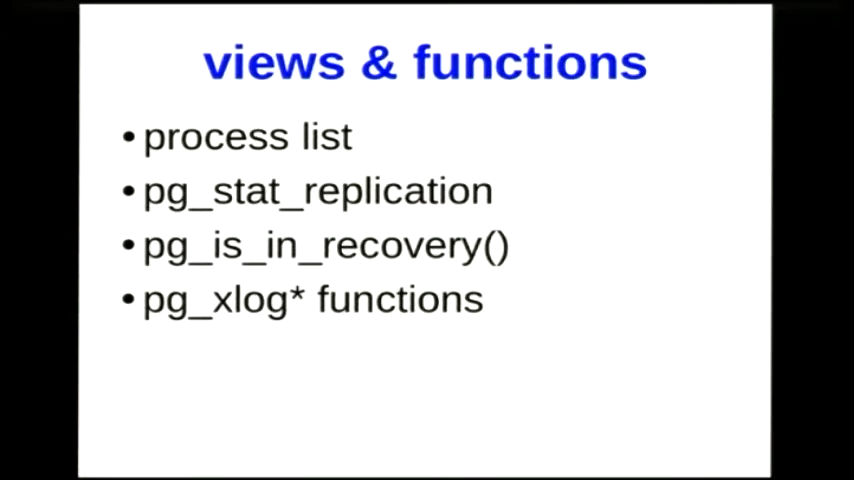 views & functions
• process list
• pg_stat_replication
• pg_is_in_recovery()
• pg_xlog* functions